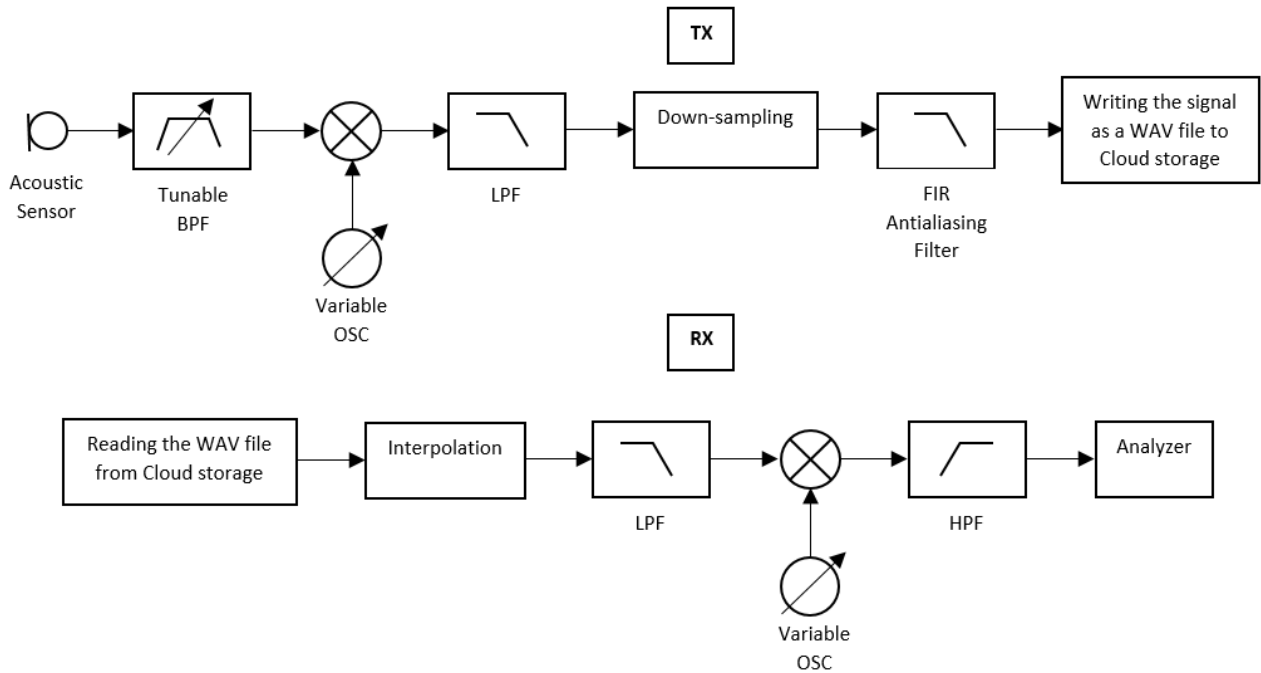 TX
Acoustic
Sensor
Tunable
BPF
Variable
OSC
LPF
Down-sampling
FIR
Antialiasing
Filter
Writing the signal
as a WAV file to
Cloud storage
RX
Reading the WAV file
from Cloud storage
Interpolation
LPF
Variable
OSC
HPF
Analyzer